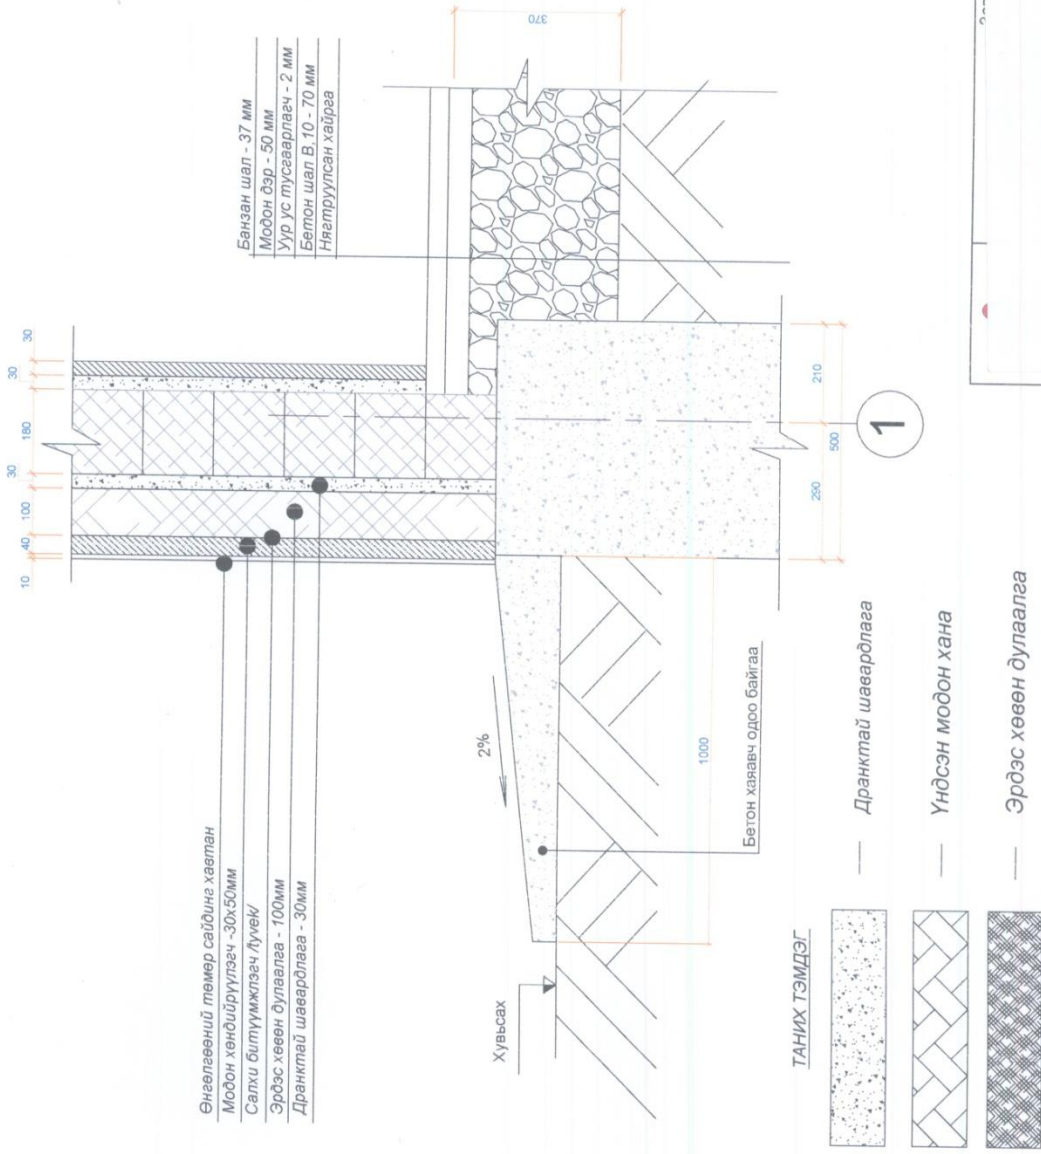 Өнгөлгөөний төмөр сайдинг хавтан
Модон хөндийрүүлэгч -30х50мм
Салхи битүүмжлэгч /tyvek/
Эрдэс хөвөн дулаалга - 100мм
Дранктай шавардлага - 30мм
10
40
100
30
180
30
30
Банзан шал - 37 мм
Модон дэр - 50 мм
Уур ус тусгаарлагч - 2 мм
Бетон шал В,10 - 70 мм
Нягтруулсан хайрга
370
2%
Хувьсах
1000
Бетон хаяавч одоо байгаа
290
210
500
1
ТАНИХ ТЭМДЭГ
Дранктай шавардлага
Үндсэн модон хана
Эрдэс хөвөн дулаалга